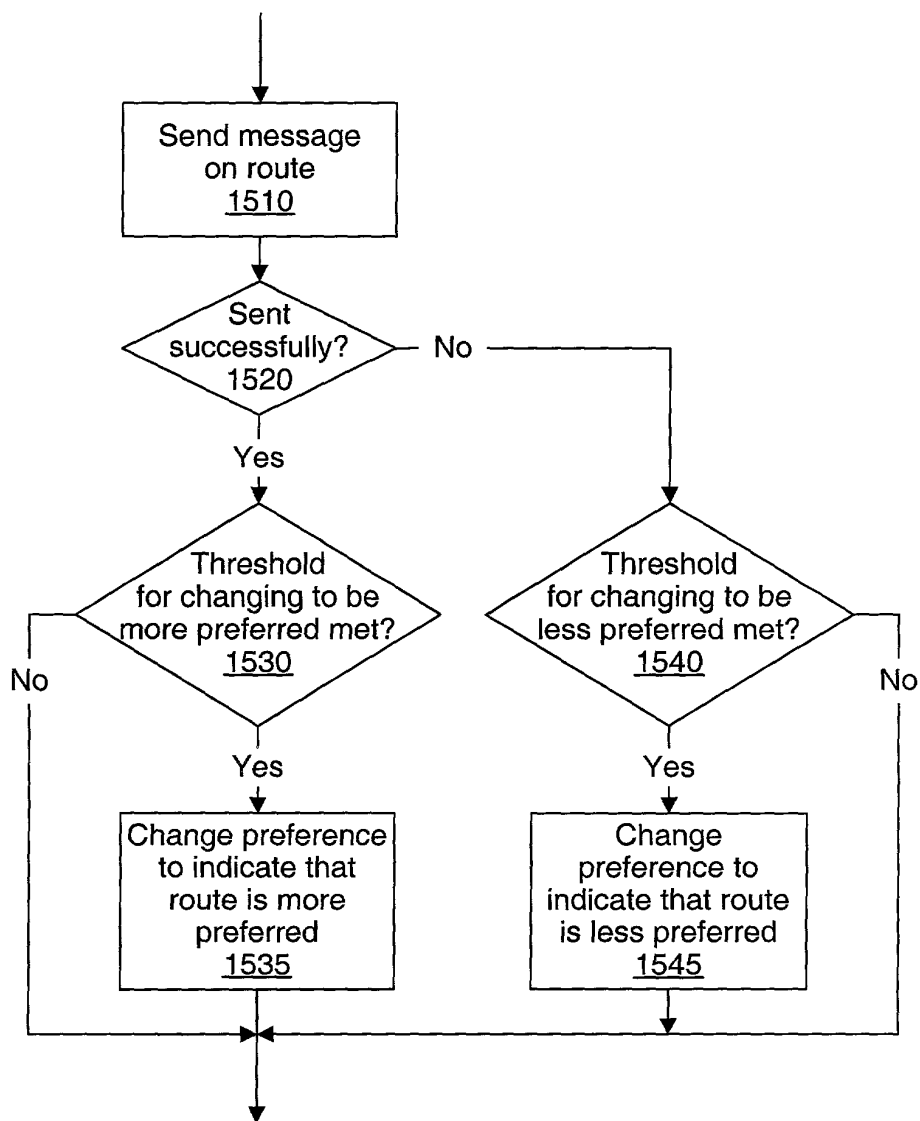 Send message
on route
1510
Sent
successfully?
1520
No
Yes
Threshold
for changing to be
more preferred met?
1530
Threshold
for changing to be
less preferred met?
1540
No
No
Yes
Yes
Change preference
to indicate that
route is more
preferred
1535
Change
preference to
indicate that route
is less preferred
1545